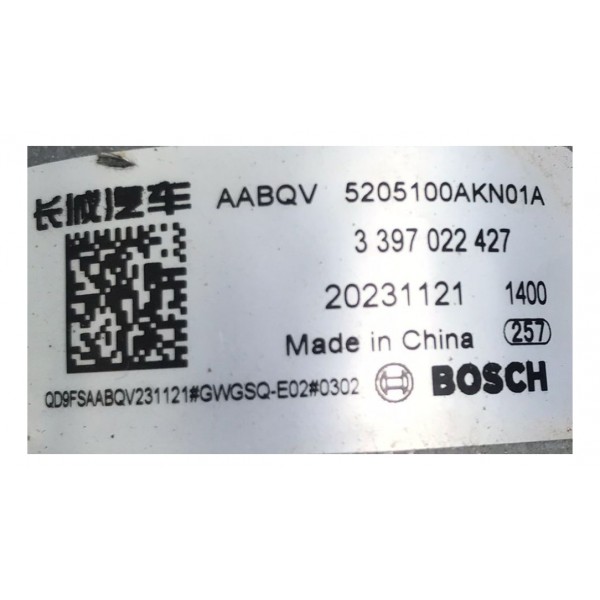 长城汽车 AABQV 5205100AKN01A
3 397 022 427
20231121 1400
Made in China 257
QD9FSAABQV231121#GWGSQ-E02#0302 BOSCH